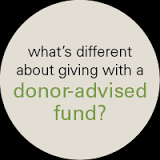 what's different
about giving with a
donor-advised
fund?